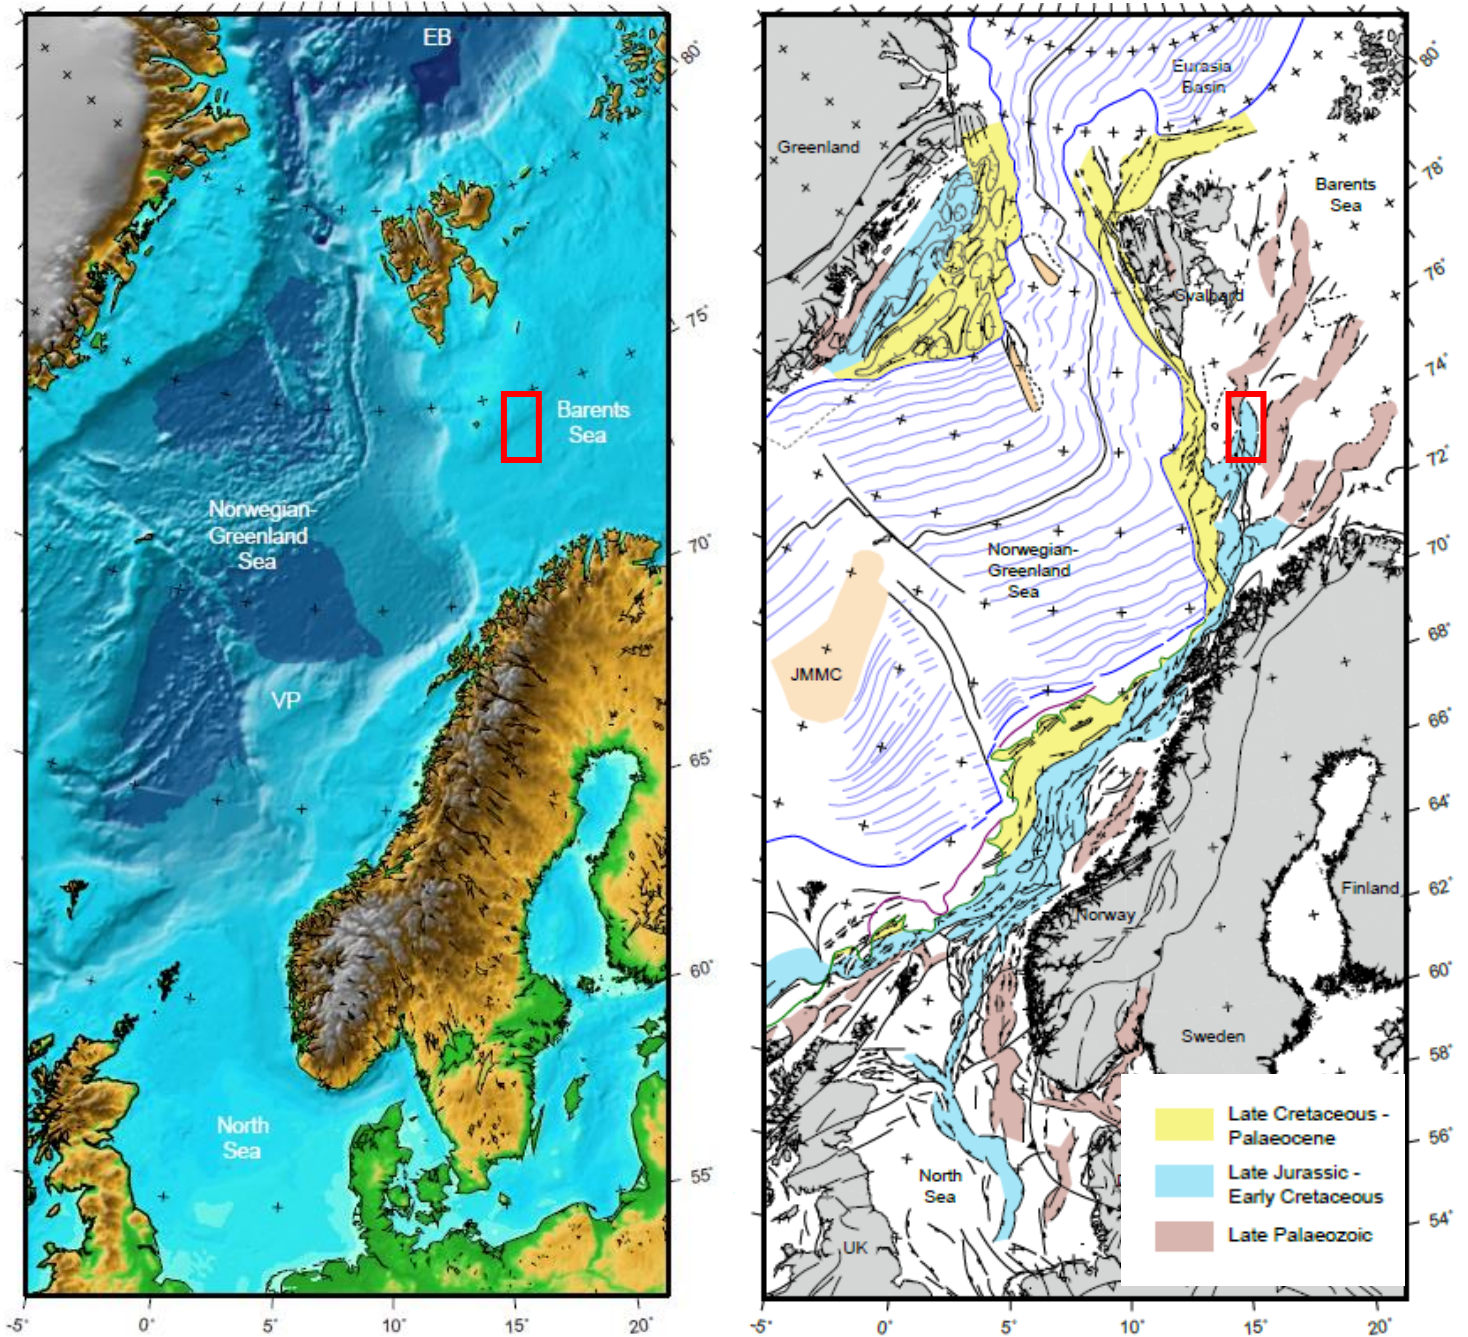 EB
80°
75°
Barents
Sea
Norwegian-
Greenland
Sea
70°
VP
65°
60°
North
Sea
55°
-5°
0°
5°
10°
15°
20°
Eurasia
Basin
80°
Greenland
78°
Barents
Sea
76°
Svalbard
74°
72°
70°
Norwegian-
Greenland
Sea
68°
JMMC
66°
64°
62°
Finland
Norway
60°
Sweden
58°
Late Cretaceous -
Palaeocene
56°
North
Sea
Late Jurassic -
Early Cretaceous
Late Palaeozoic
54°
UK
-5°
0°
5°
10°
15°
20°